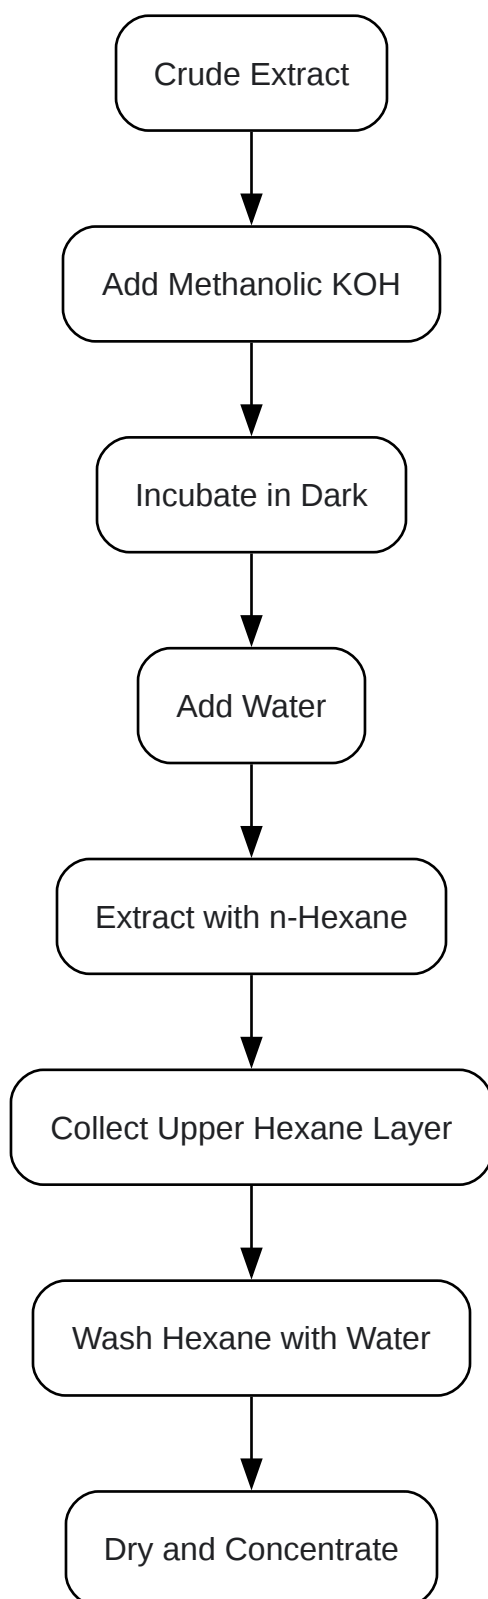 Crude Extract
Add Methanolic KOH
Incubate in Dark
Add Water
Extract with n-Hexane
Collect Upper Hexane Layer
Wash Hexane with Water
Dry and Concentrate